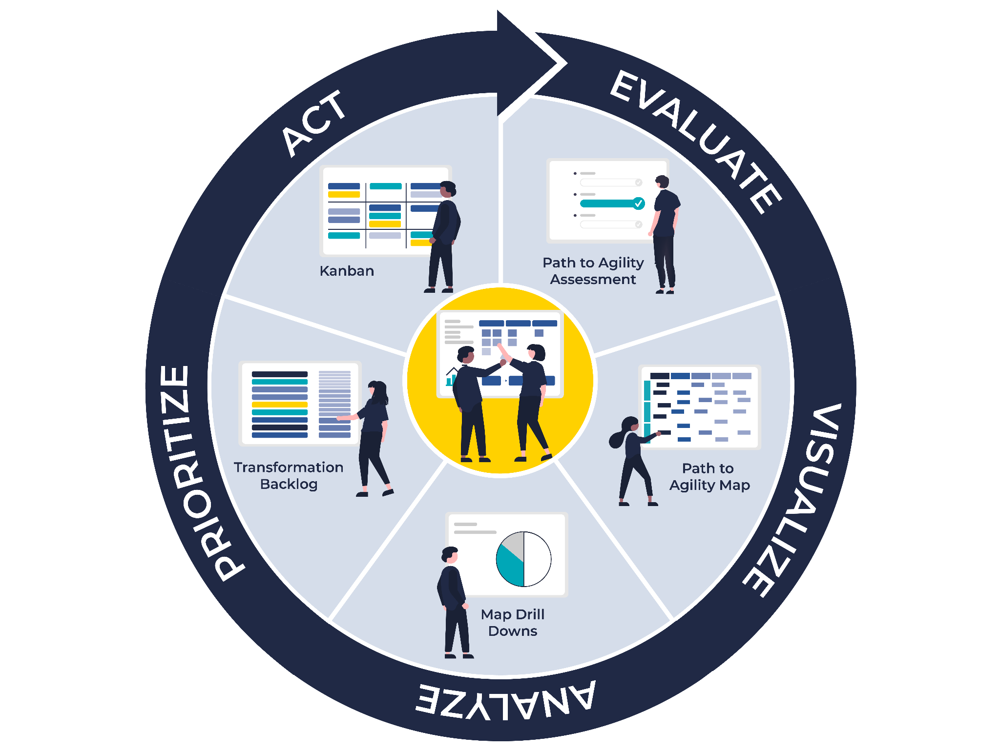 EVALUATE
Path to Agility
Assessment
VISUALIZE
Path to
Agility Map
ANALYZE
Map Drill
Downs
PRIORITIZE
Transformation
Backlog
ACT
Kanban